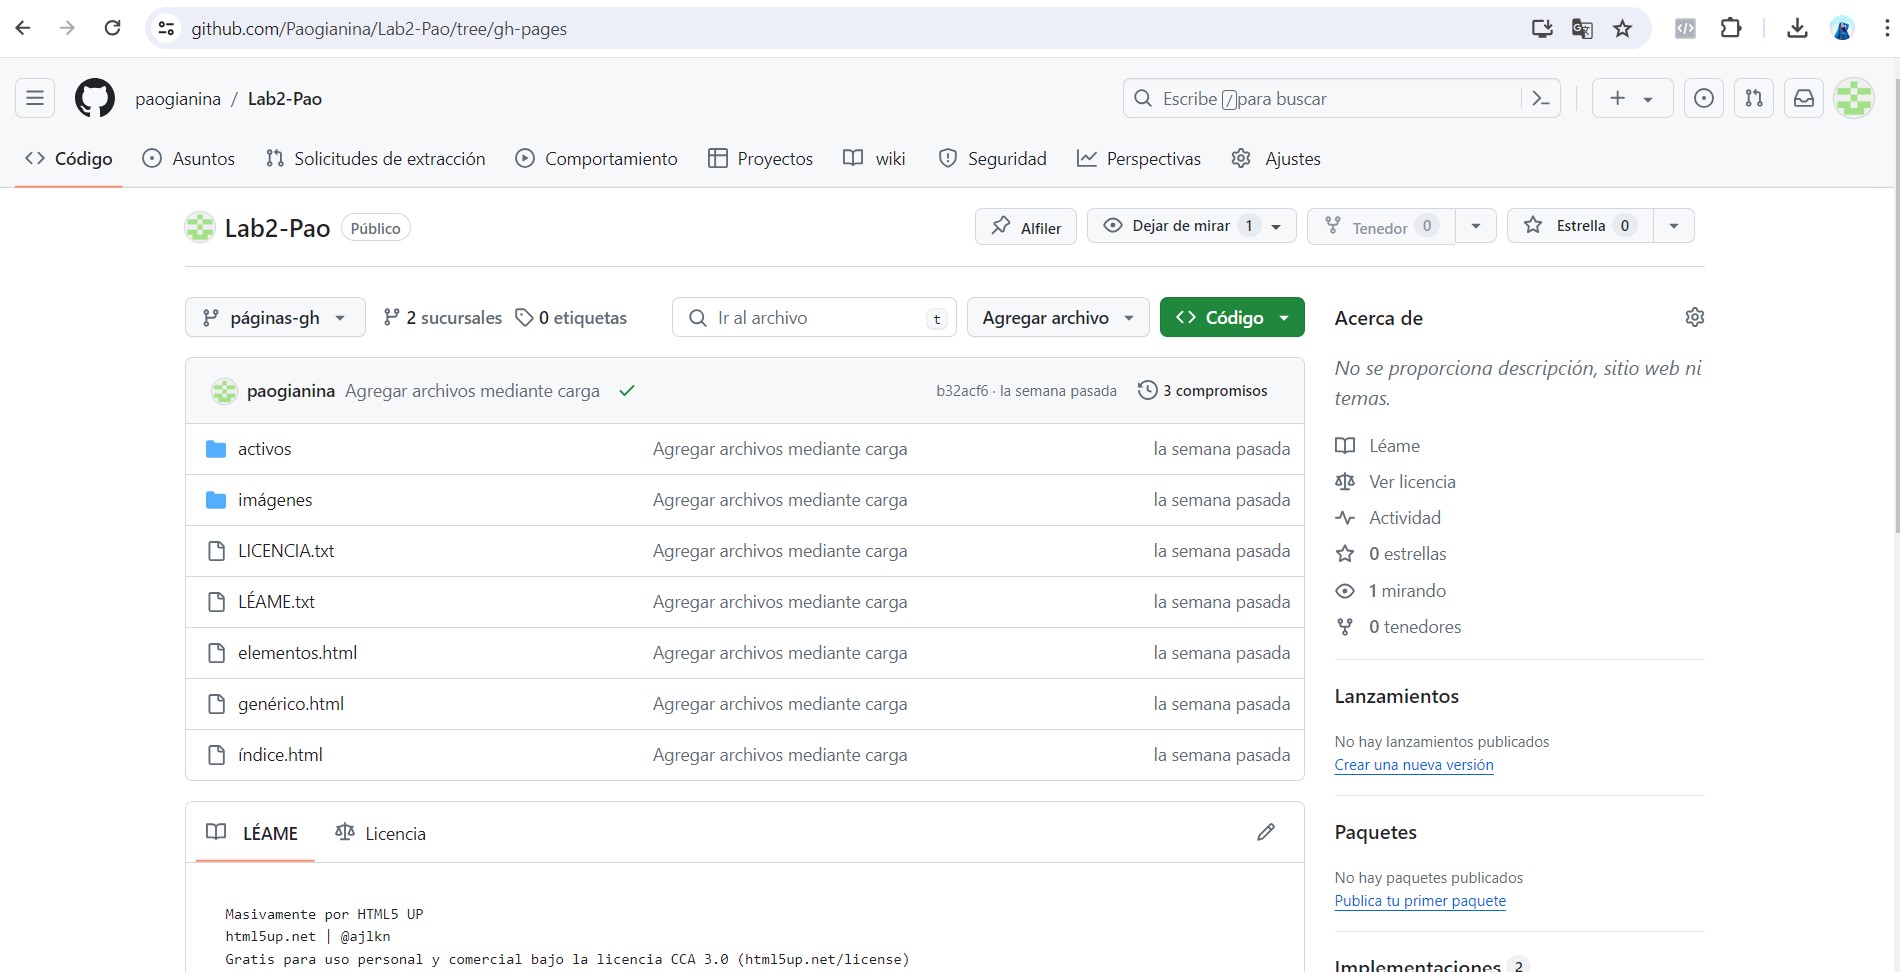 github.com/Paogianina/Lab2-Pao/tree/gh-pages
paogianina / Lab2-Pao
Escribe / para buscar
Código
Asuntos
Solicitudes de extracción
Comportamiento
Proyectos
wiki
Seguridad
Perspectivas
Ajustes
Lab2-Pao Público
Alfiler
Dejar de mirar 1
Tenedor 0
Estrella 0
páginas-gh
2 sucursales
0 etiquetas
Ir al archivo t
Agregar archivo
Código
paogianina Agregar archivos mediante carga b32acf6 · la semana pasada 3 compromisos
activos Agregar archivos mediante carga la semana pasada
imágenes Agregar archivos mediante carga la semana pasada
LICENCIA.txt Agregar archivos mediante carga la semana pasada
LÉAME.txt Agregar archivos mediante carga la semana pasada
elementos.html Agregar archivos mediante carga la semana pasada
genérico.html Agregar archivos mediante carga la semana pasada
índice.html Agregar archivos mediante carga la semana pasada
LÉAME
Licencia
Masivamente por HTML5 UP
html5up.net | @ajlkn
Gratis para uso personal y comercial bajo la licencia CCA 3.0 (html5up.net/license)
Acerca de
No se proporciona descripción, sitio web ni
temas.
Léame
Ver licencia
Actividad
0 estrellas
1 mirando
0 tenedores
Lanzamientos
No hay lanzamientos publicados
Crear una nueva versión
Paquetes
No hay paquetes publicados
Publica tu primer paquete
Implementaciones 2